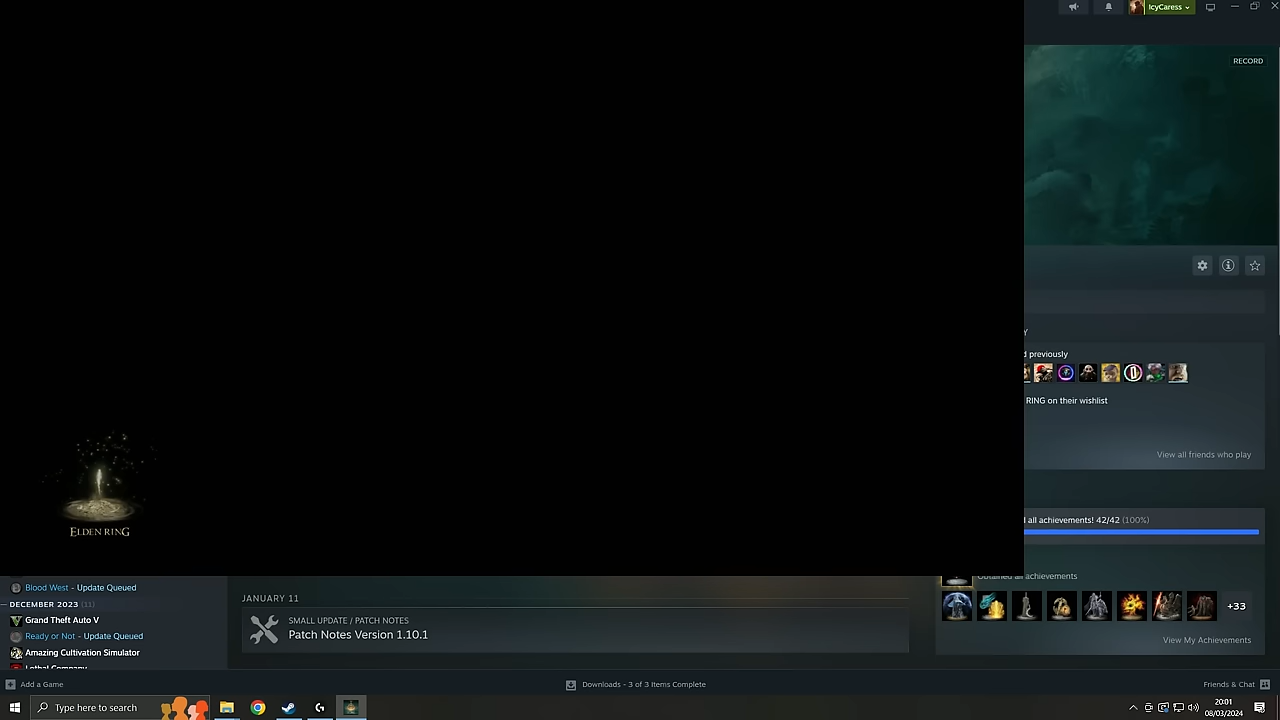 IcyCaress
RECORD
Y
d previously
RING on their wishlist
View all friends who play
l all achievements! 42/42 (100%)
ELDEN RING
Obtained all achievements
Blood West - Update Queued
DECEMBER 2023 (11)
Grand Theft Auto V
Ready or Not - Update Queued
Amazing Cultivation Simulator
Lethal Company
JANUARY 11
SMALL UPDATE / PATCH NOTES
Patch Notes Version 1.10.1
+33
View My Achievements
Add a Game
Downloads - 3 of 3 Items Complete
Friends & Chat
Type here to search
20:01
08/03/2024